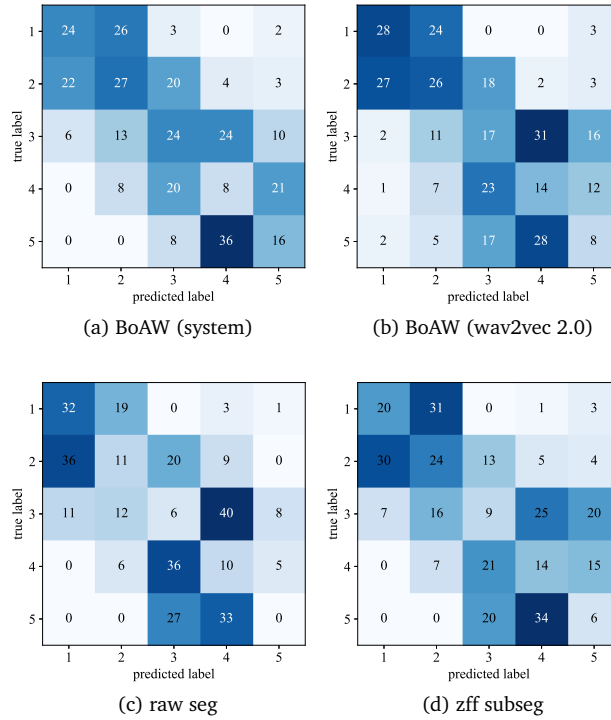 1 24 26 3 0 2
2 22 27 20 4 3
3 6 13 24 24 10
4 0 8 20 8 21
5 0 0 8 36 16
1 2 3 4 5
true label
predicted label
(a) BoAW (system)
1 28 24 0 0 3
2 27 26 18 2 3
3 2 11 17 31 16
4 1 7 23 14 12
5 2 5 17 28 8
1 2 3 4 5
true label
predicted label
(b) BoAW (wav2vec 2.0)
1 32 19 0 3 1
2 36 11 20 9 0
3 11 12 6 40 8
4 0 6 36 10 5
5 0 0 27 33 0
1 2 3 4 5
true label
predicted label
(c) raw seg
1 20 31 0 1 3
2 30 24 13 5 4
3 7 16 9 25 20
4 0 7 21 14 15
5 0 0 20 34 6
1 2 3 4 5
true label
predicted label
(d) zff subseg